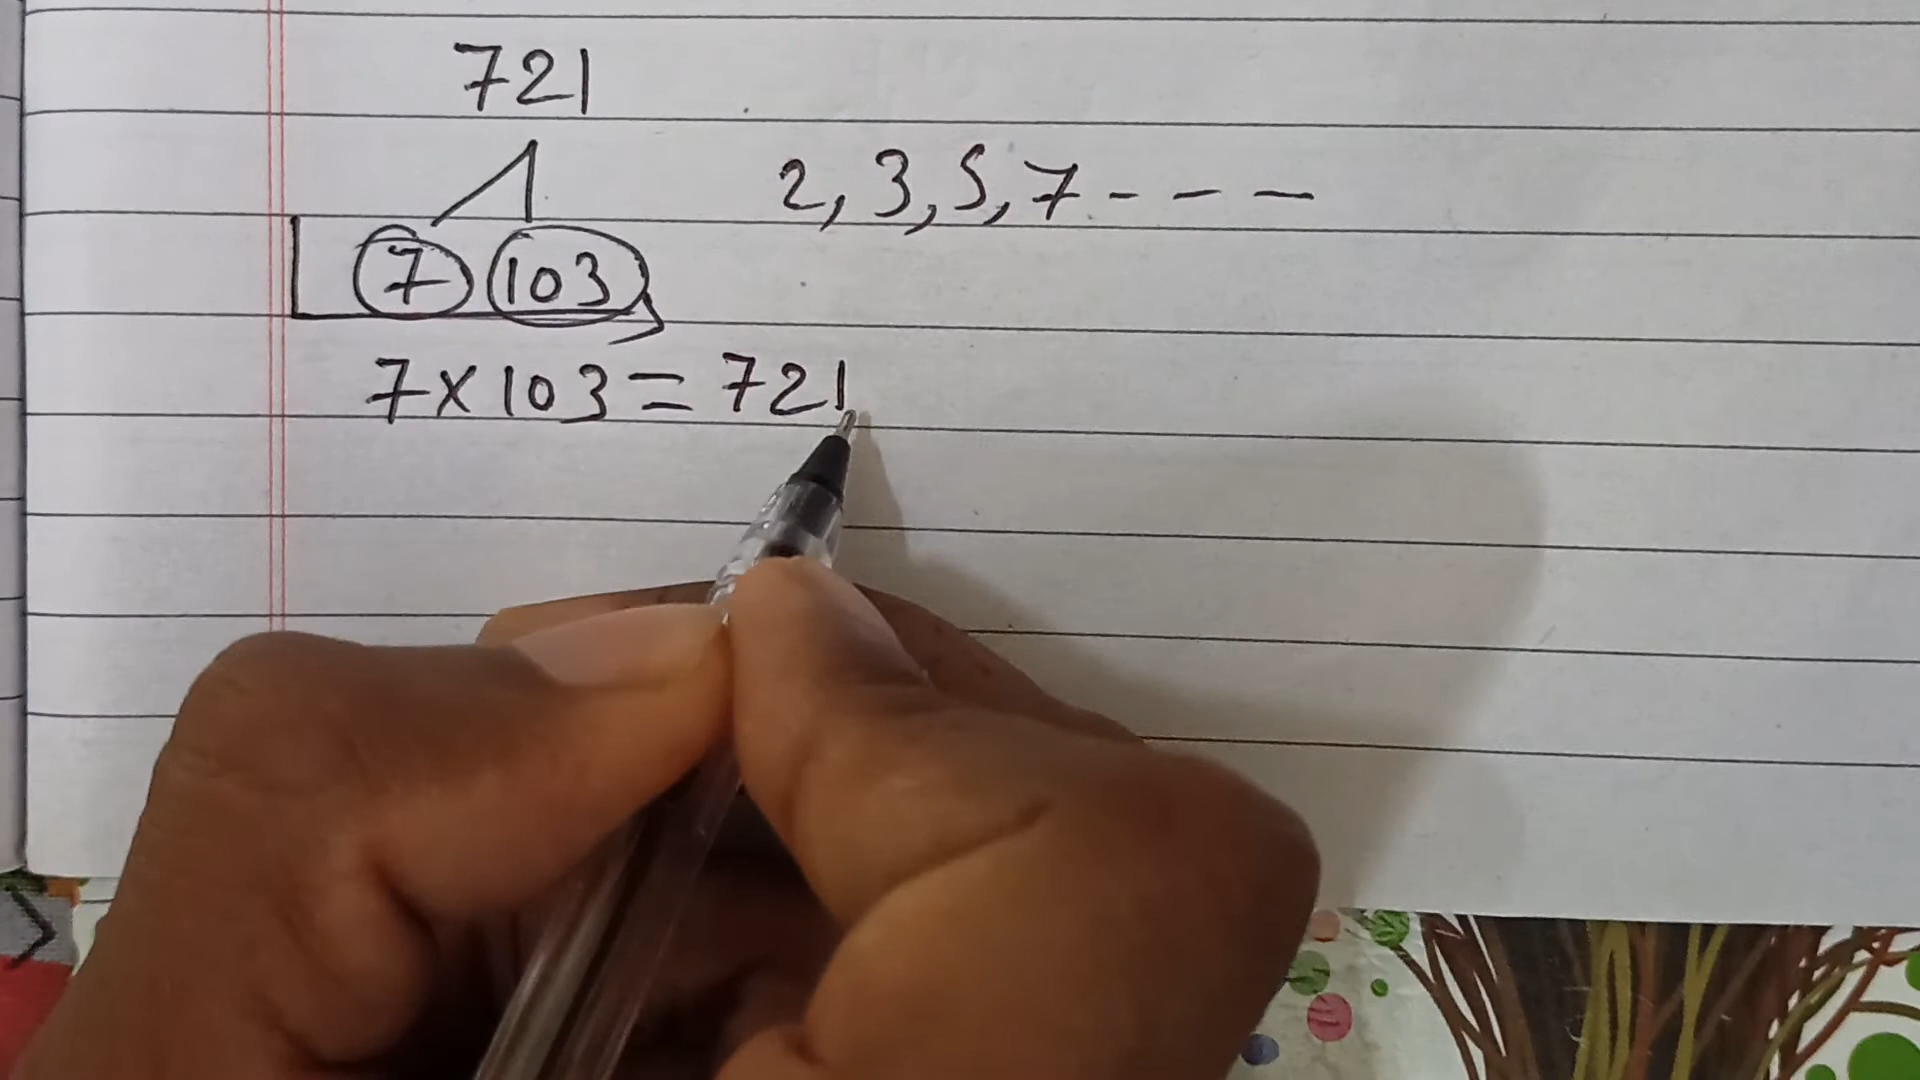 721
2, 3, 5, 7 - - -
7 103
7 × 103 = 721